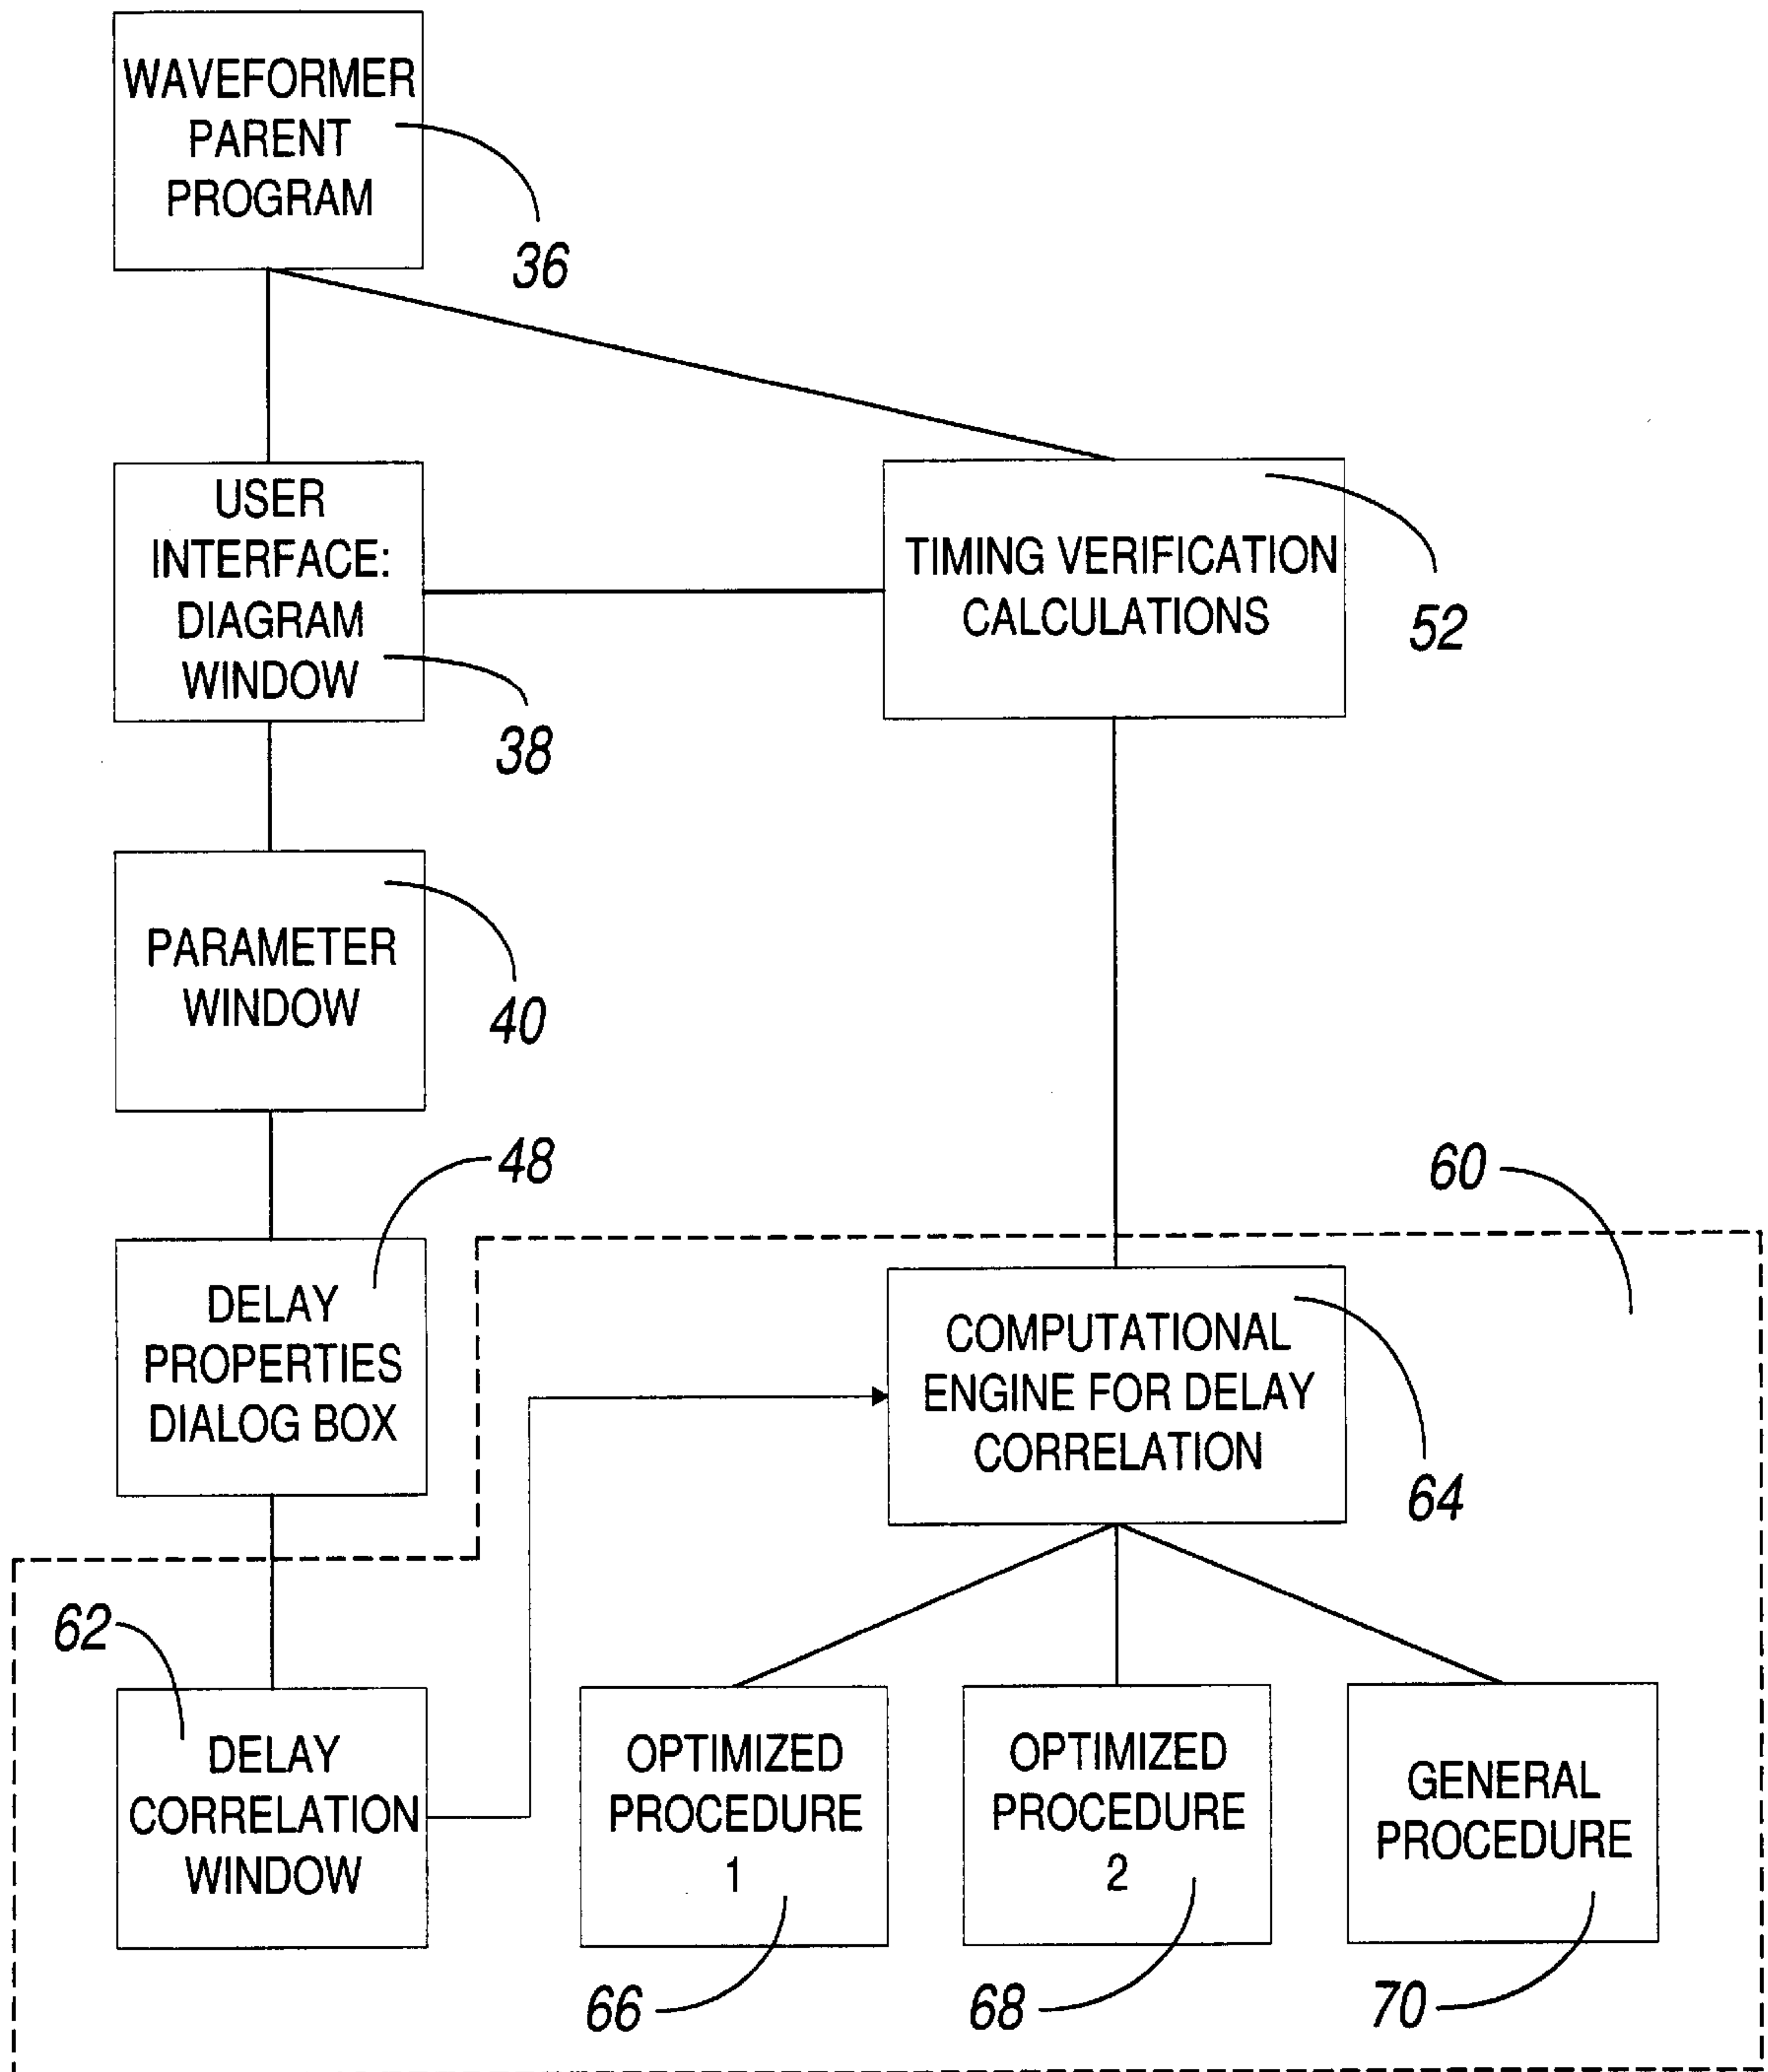 WAVEFORMER
PARENT
PROGRAM
36
USER
INTERFACE:
DIAGRAM
WINDOW
38
TIMING VERIFICATION
CALCULATIONS
52
PARAMETER
WINDOW
40
48
DELAY
PROPERTIES
DIALOG BOX
60
COMPUTATIONAL
ENGINE FOR DELAY
CORRELATION
64
62
DELAY
CORRELATION
WINDOW
OPTIMIZED
PROCEDURE
1
66
OPTIMIZED
PROCEDURE
2
68
GENERAL
PROCEDURE
70